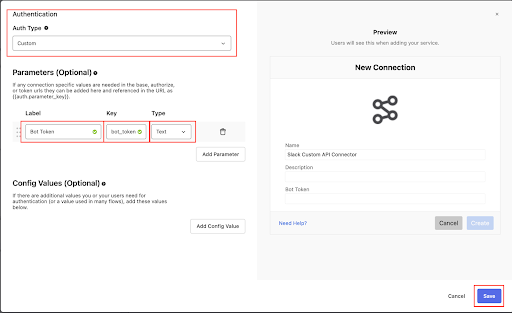 Authentication
Auth Type
Custom
Parameters (Optional)
If any connection specific values are needed in the base, authorize,
or token urls they can be added here and referenced in the URL as
{{auth.parameter_key}}.
Label Key Type
Bot Token bot_token Text
Add Parameter
Config Values (Optional)
If there are additional values you or your users need for
authentication (or a value used in many flows), add these values
below.
Add Config Value
Preview
Users will see this when adding your service.
New Connection
Name
Slack Custom API Connector
Description
Bot Token
Need Help? Cancel Create
Cancel Save